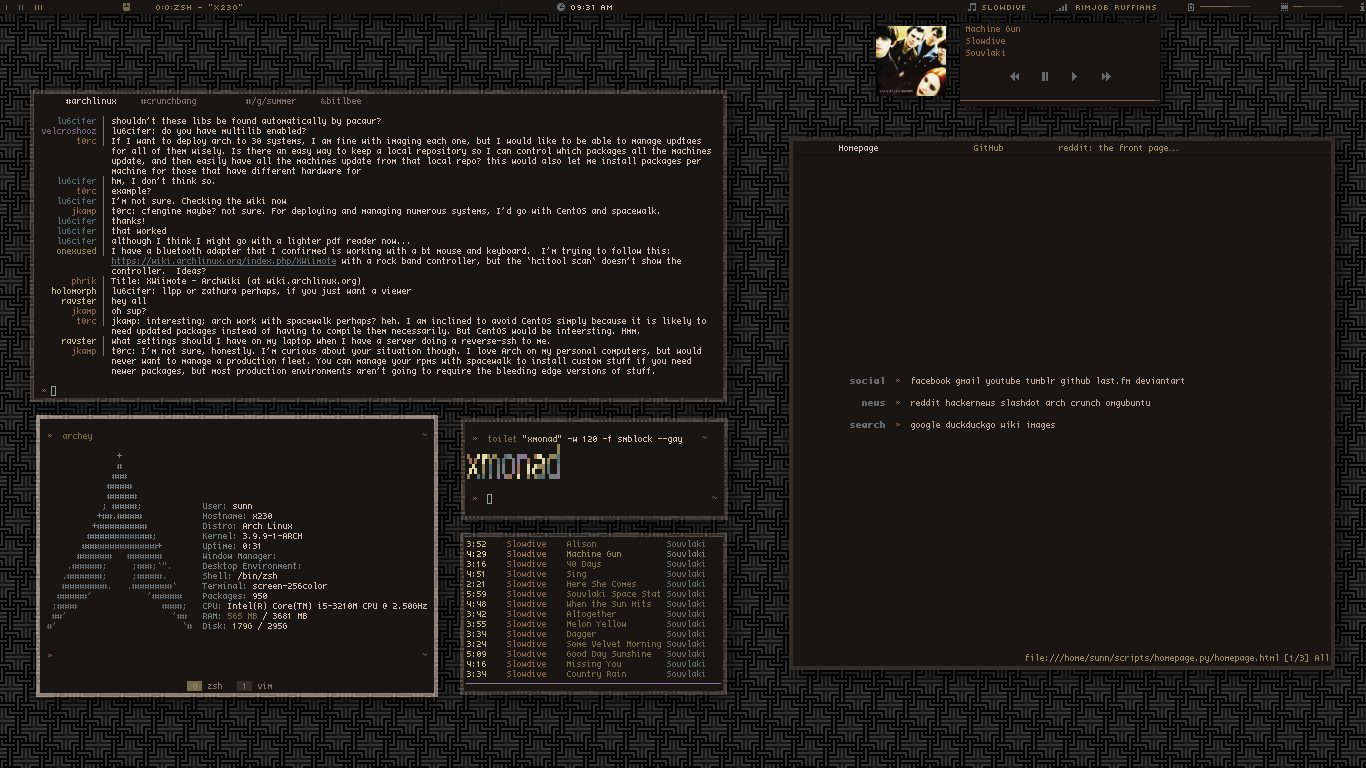 0:0:ZSH - "X230"
09:31 AM
SLOWDIVE
RIMJOB RUFFIANS
Machine Gun
Slowdive
Souvlaki
#archlinux #crunchbang #/g/summer &bitlbee
lu6cifer shouldn't these libs be found automatically by pacaur?
velcroshooz lu6cifer: do you have multilib enabled?
t0rc If I want to deploy arch to 30 systems, I am fine with imaging each one, but I would like to be able to manage updtaes
for all of them wisely. Is there an easy way to keep a local repository so I can control which packages all the machines
update, and then easily have all the machines update from that local repo? this would also let me install packages per
machine for those that have different hardware for
lu6cifer hm, I don't think so.
t0rc example?
lu6cifer I'm not sure. Checking the wiki now
jkamp t0rc: cfengine maybe? not sure. For deploying and managing numerous systems, I'd go with CentOS and spacewalk.
lu6cifer thanks!
lu6cifer that worked
lu6cifer although I think I might go with a lighter pdf reader now...
onexused I have a bluetooth adapter that I confirmed is working with a bt mouse and keyboard.  I'm trying to follow this:
https://wiki.archlinux.org/index.php/XWiimote with a rock band controller, but the `hcitool scan` doesn't show the
controller.  Ideas?
phrik Title: XWiimote - ArchWiki (at wiki.archlinux.org)
holomorph lu6cifer: llpp or zathura perhaps, if you just want a viewer
ravster hey all
jkamp oh sup?
t0rc jkamp: interesting; arch work with spacewalk perhaps? heh. I am inclined to avoid CentOS simply because it is likely to
need updated packages instead of having to compile them necessarily. But CentOS would be inteersting. Hmm.
ravster what settings should I have on my laptop when I have a server doing a reverse-ssh to me.
jkamp t0rc: I'm not sure, honestly. I'm curious about your situation though. I love Arch on my personal computers, but would
never want to manage a production fleet. You can manage your rpms with spacewalk to install custom stuff if you need
newer packages, but most production environments aren't going to require the bleeding edge versions of stuff.
»
Homepage GitHub reddit: the front page...
social » facebook gmail youtube tumblr github last.fm deviantart
news » reddit hackernews slashdot arch crunch omgubuntu
search » google duckduckgo wiki images
file:///home/sunn/scripts/homepage.py/homepage.html [1/3] All
» archey ~
User: sunn
Hostname: x230
Distro: Arch Linux
Kernel: 3.9.9-1-ARCH
Uptime: 0:31
Window Manager:
Desktop Environment:
Shell: /bin/zsh
Terminal: screen-256color
Packages: 950
CPU: Intel(R) Core(TM) i5-3210M CPU @ 2.50GHz
RAM: 565 MB / 3681 MB
Disk: 179G / 295G
» ~
0 zsh 1 vim
» toilet "xmonad" -w 120 -f smblock --gay ~
xmonad
» ~
3:52 Slowdive Alison Souvlaki
4:29 Slowdive Machine Gun Souvlaki
3:16 Slowdive 40 Days Souvlaki
4:51 Slowdive Sing Souvlaki
2:21 Slowdive Here She Comes Souvlaki
5:59 Slowdive Souvlaki Space Stat Souvlaki
4:48 Slowdive When the Sun Hits Souvlaki
3:42 Slowdive Altogether Souvlaki
3:55 Slowdive Melon Yellow Souvlaki
3:34 Slowdive Dagger Souvlaki
3:24 Slowdive Some Velvet Morning Souvlaki
5:09 Slowdive Good Day Sunshine Souvlaki
4:16 Slowdive Missing You Souvlaki
3:34 Slowdive Country Rain Souvlaki